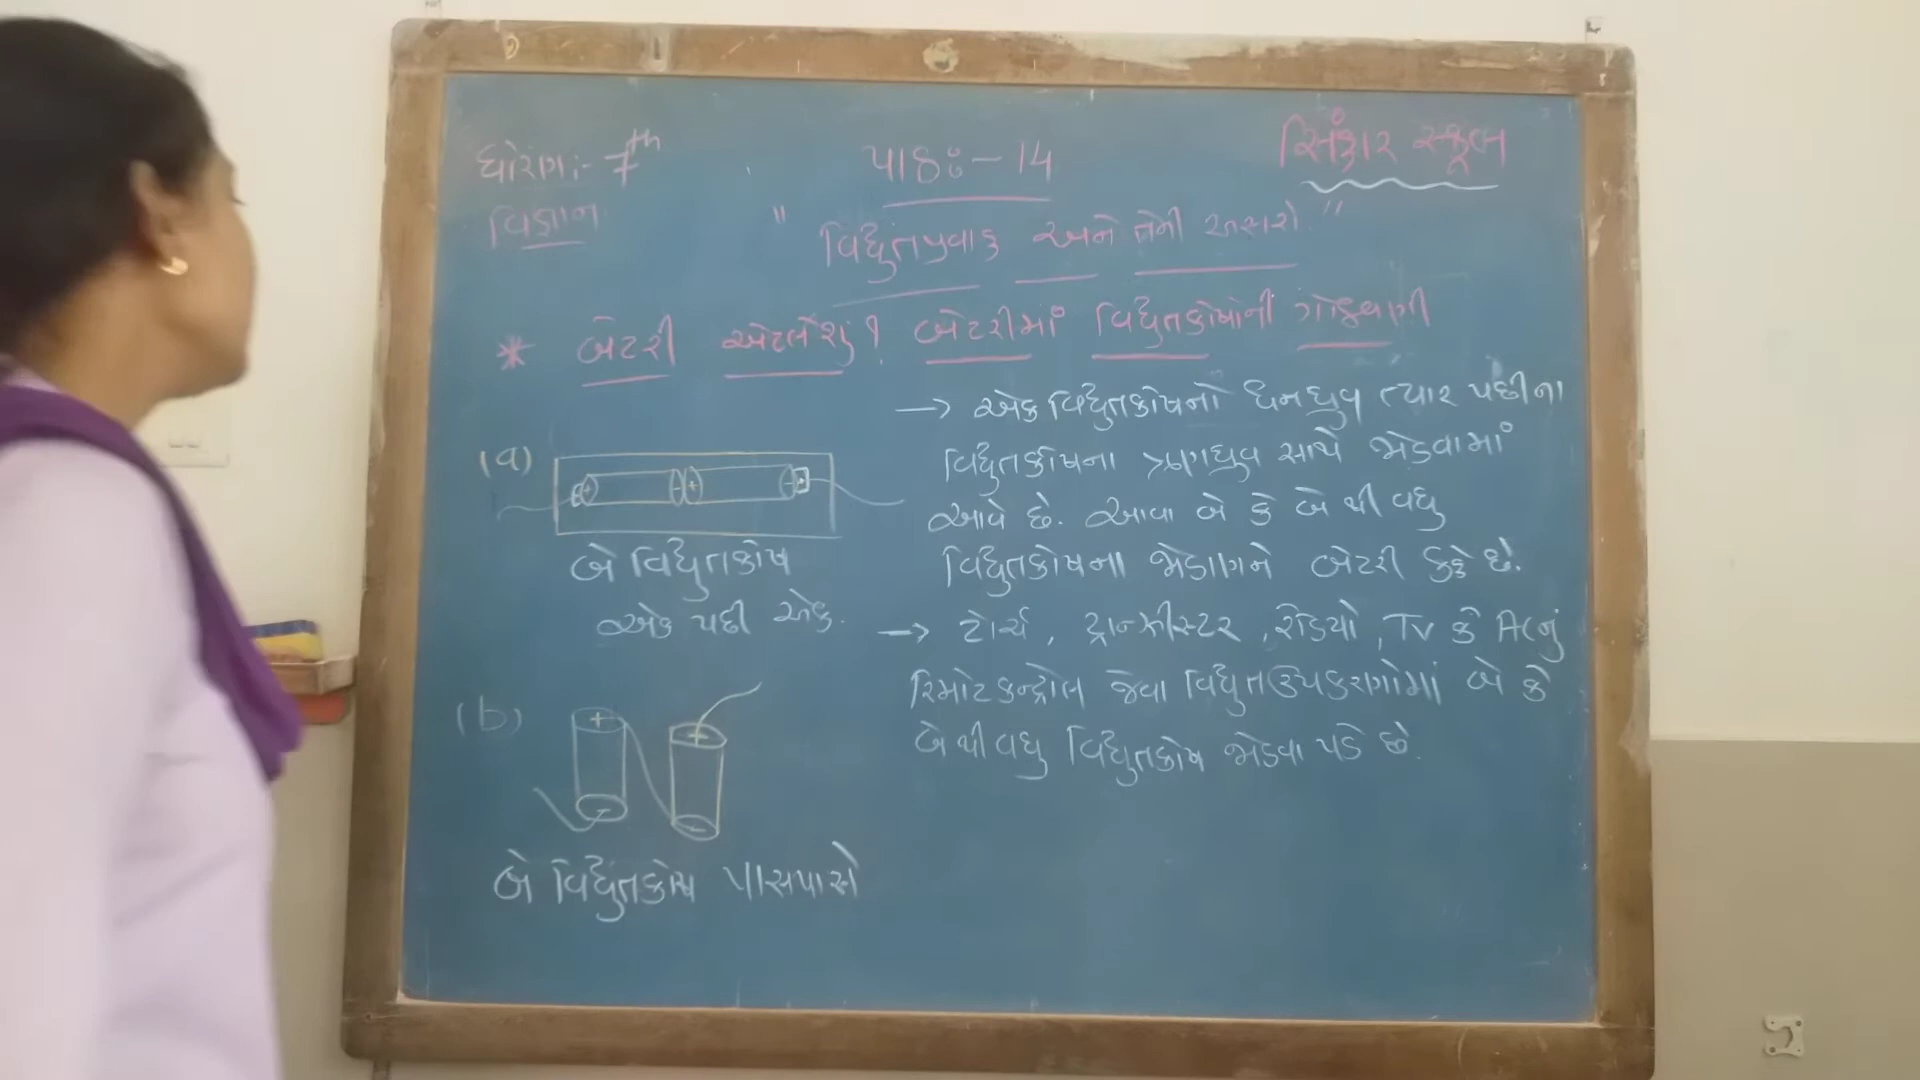 ધોરણ:- 7th
પાઠઃ- 14
સ્કૂલ
વિજ્ઞાન
" વિદ્યુતપ્રવાહ અને તેની અસરો "
* બેટરી એટલેશું? બેટરીમાં વિદ્યુતકોષોની ગોઠવણી
→ એક વિદ્યુતકોષનો ધનધ્રુવ ત્યાર પછીના
વિદ્યુતકોષના ઋણધ્રુવ સાથે જોડવામાં
આવે છે. આવા બે કે બે થી વધુ
વિદ્યુતકોષના જોડાણને બેટરી કહે છે.
→ ટોર્ચ, ટ્રાન્ઝીસ્ટર, રેડિયો, TV કે ACનું
રિમોટકન્ટ્રોલ જેવા વિદ્યુતઉપકરણોમાં બે કે
બે થી વધુ વિદ્યુતકોષ જોડવા પડે છે.
(a)
+ - + -
બે વિદ્યુતકોષ
એક પછી એક.
(b)
+ +
- -
બે વિદ્યુતકોષ પાસપાસે